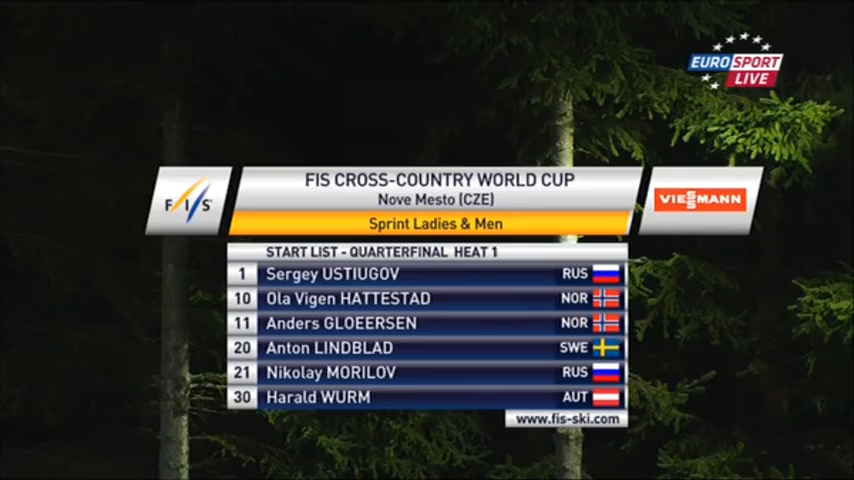 EUROSPORT
LIVE
FIS
FIS CROSS-COUNTRY WORLD CUP
Nove Mesto (CZE)
Sprint Ladies & Men
VIESSMANN
START LIST - QUARTERFINAL HEAT 1
1 Sergey USTIUGOV RUS
10 Ola Vigen HATTESTAD NOR
11 Anders GLOEERSEN NOR
20 Anton LINDBLAD SWE
21 Nikolay MORILOV RUS
30 Harald WURM AUT
www.fis-ski.com